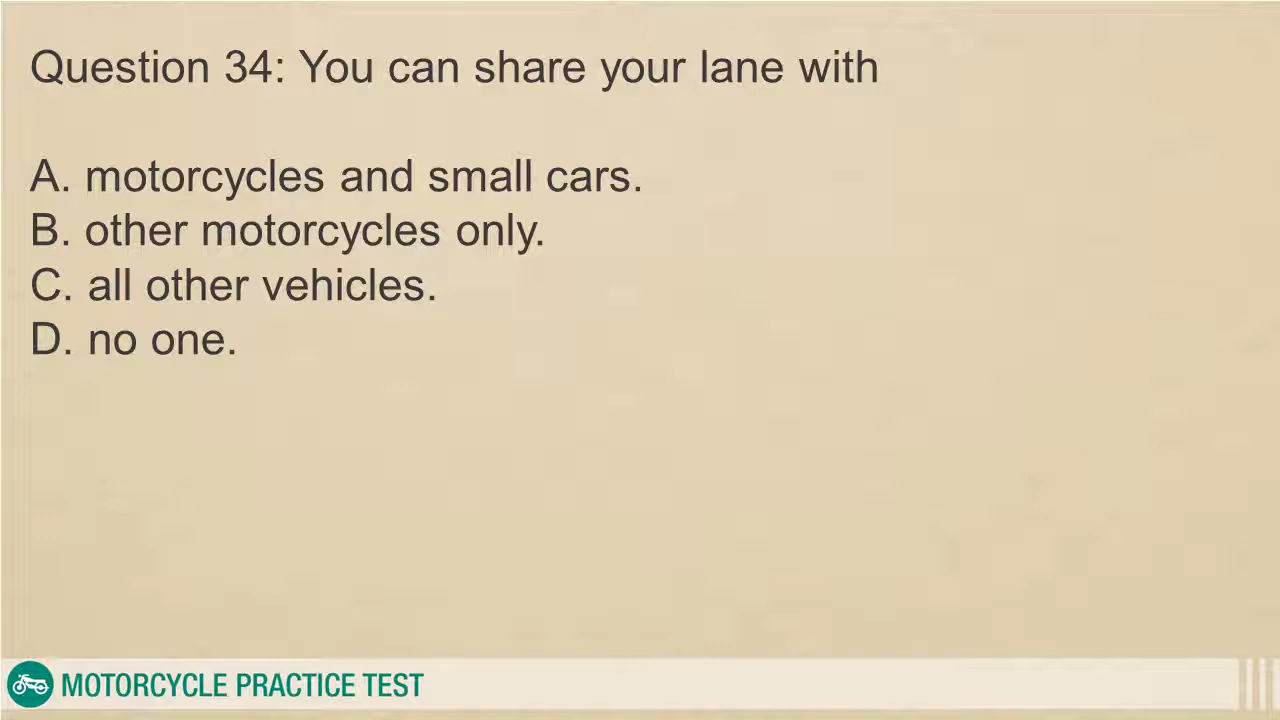 Question 34: You can share your lane with
A. motorcycles and small cars.
B. other motorcycles only.
C. all other vehicles.
D. no one.
MOTORCYCLE PRACTICE TEST